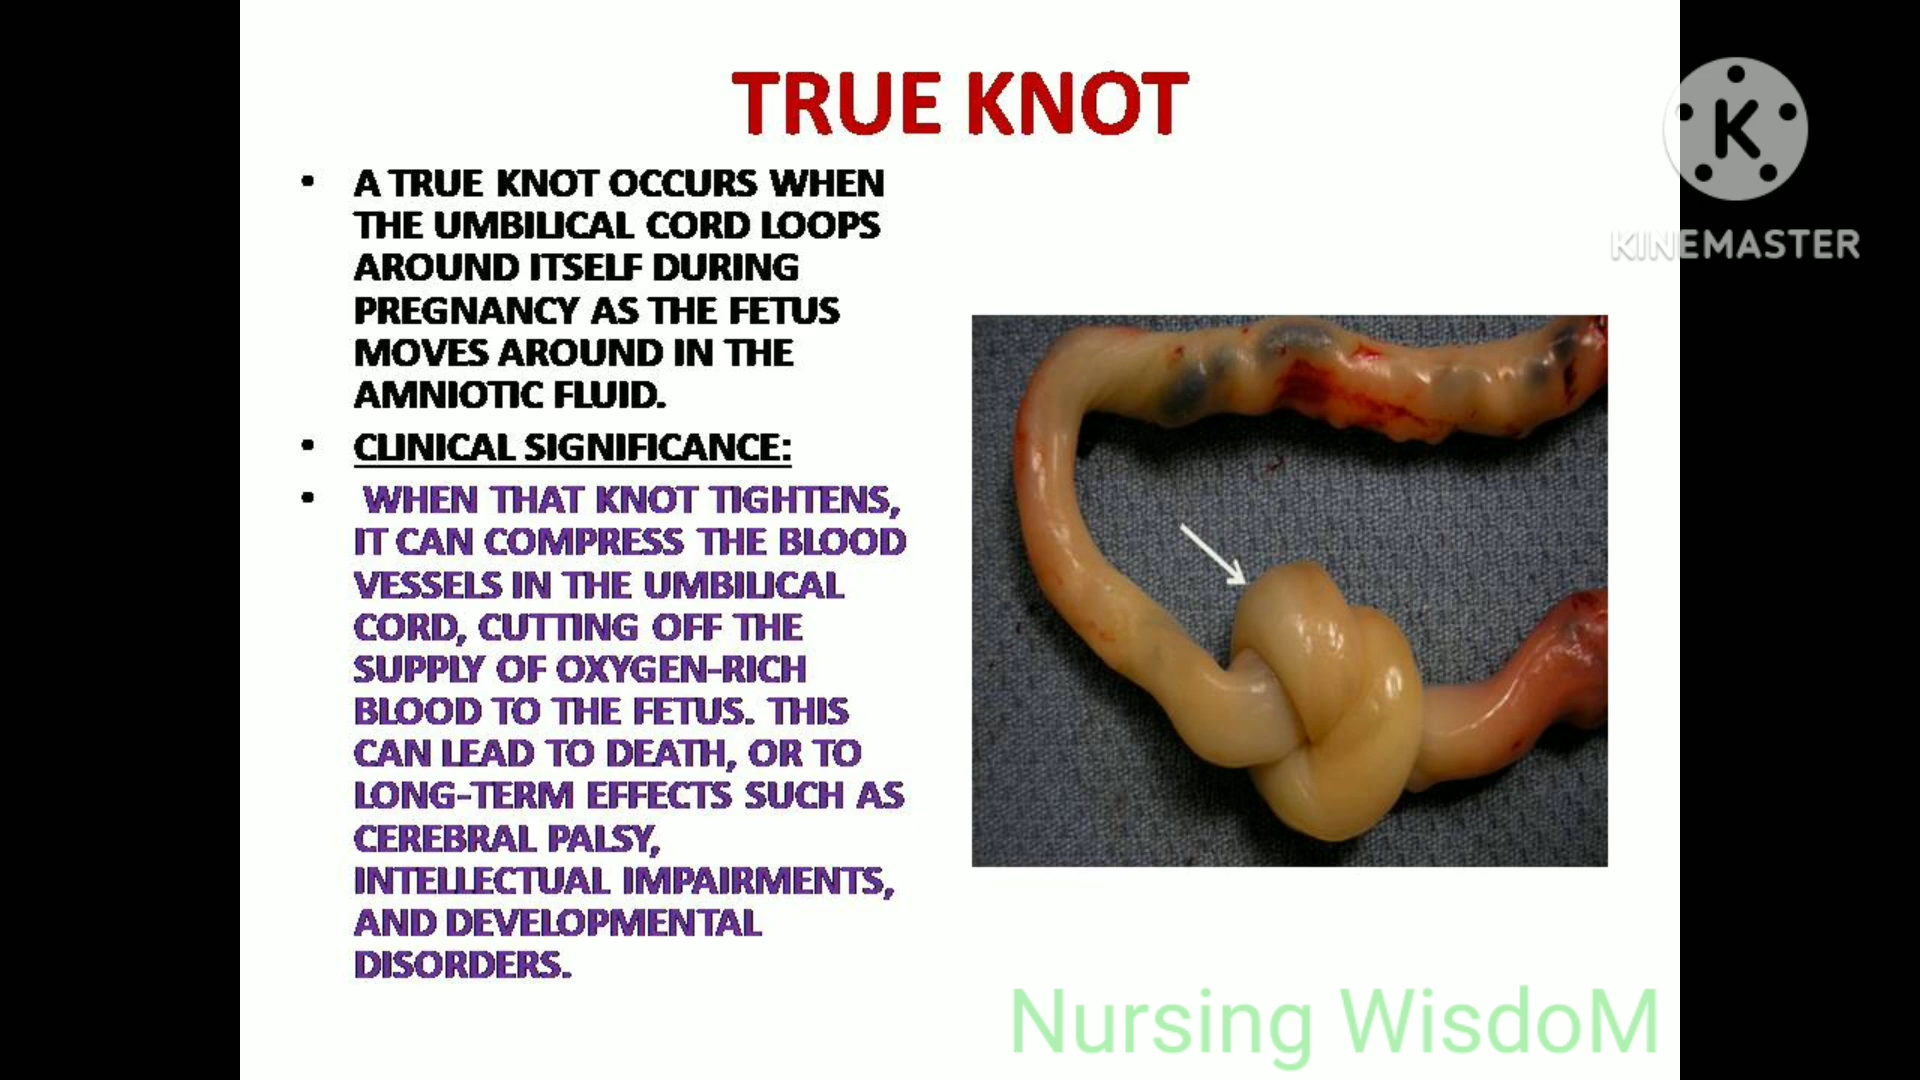 TRUE KNOT
• A TRUE KNOT OCCURS WHEN
THE UMBILICAL CORD LOOPS
AROUND ITSELF DURING
PREGNANCY AS THE FETUS
MOVES AROUND IN THE
AMNIOTIC FLUID.
• CLINICAL SIGNIFICANCE:
• WHEN THAT KNOT TIGHTENS,
IT CAN COMPRESS THE BLOOD
VESSELS IN THE UMBILICAL
CORD, CUTTING OFF THE
SUPPLY OF OXYGEN-RICH
BLOOD TO THE FETUS. THIS
CAN LEAD TO DEATH, OR TO
LONG-TERM EFFECTS SUCH AS
CEREBRAL PALSY,
INTELLECTUAL IMPAIRMENTS,
AND DEVELOPMENTAL
DISORDERS.
K
KINEMASTER
Nursing WisdoM